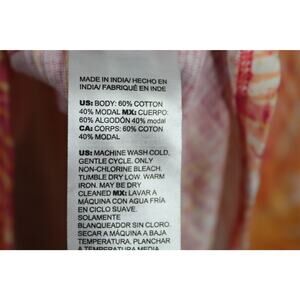 MADE IN INDIA/ HECHO EN
INDIA/ FABRIQUÉ EN INDE
US: BODY: 60% COTTON
40% MODAL MX: CUERPO:
60% ALGODÓN 40% modal
CA: CORPS: 60% COTON
40% MODAL
US: MACHINE WASH COLD,
GENTLE CYCLE. ONLY
NON-CHLORINE BLEACH.
TUMBLE DRY LOW. WARM
IRON. MAY BE DRY
CLEANED MX: LAVAR A
MÁQUINA CON AGUA FRÍA
EN CICLO SUAVE.
SOLAMENTE
BLANQUEADOR SIN CLORO.
SECAR A MÁQUINA A BAJA
TEMPERATURA. PLANCHAR
A TEMPERATURA MEDIA